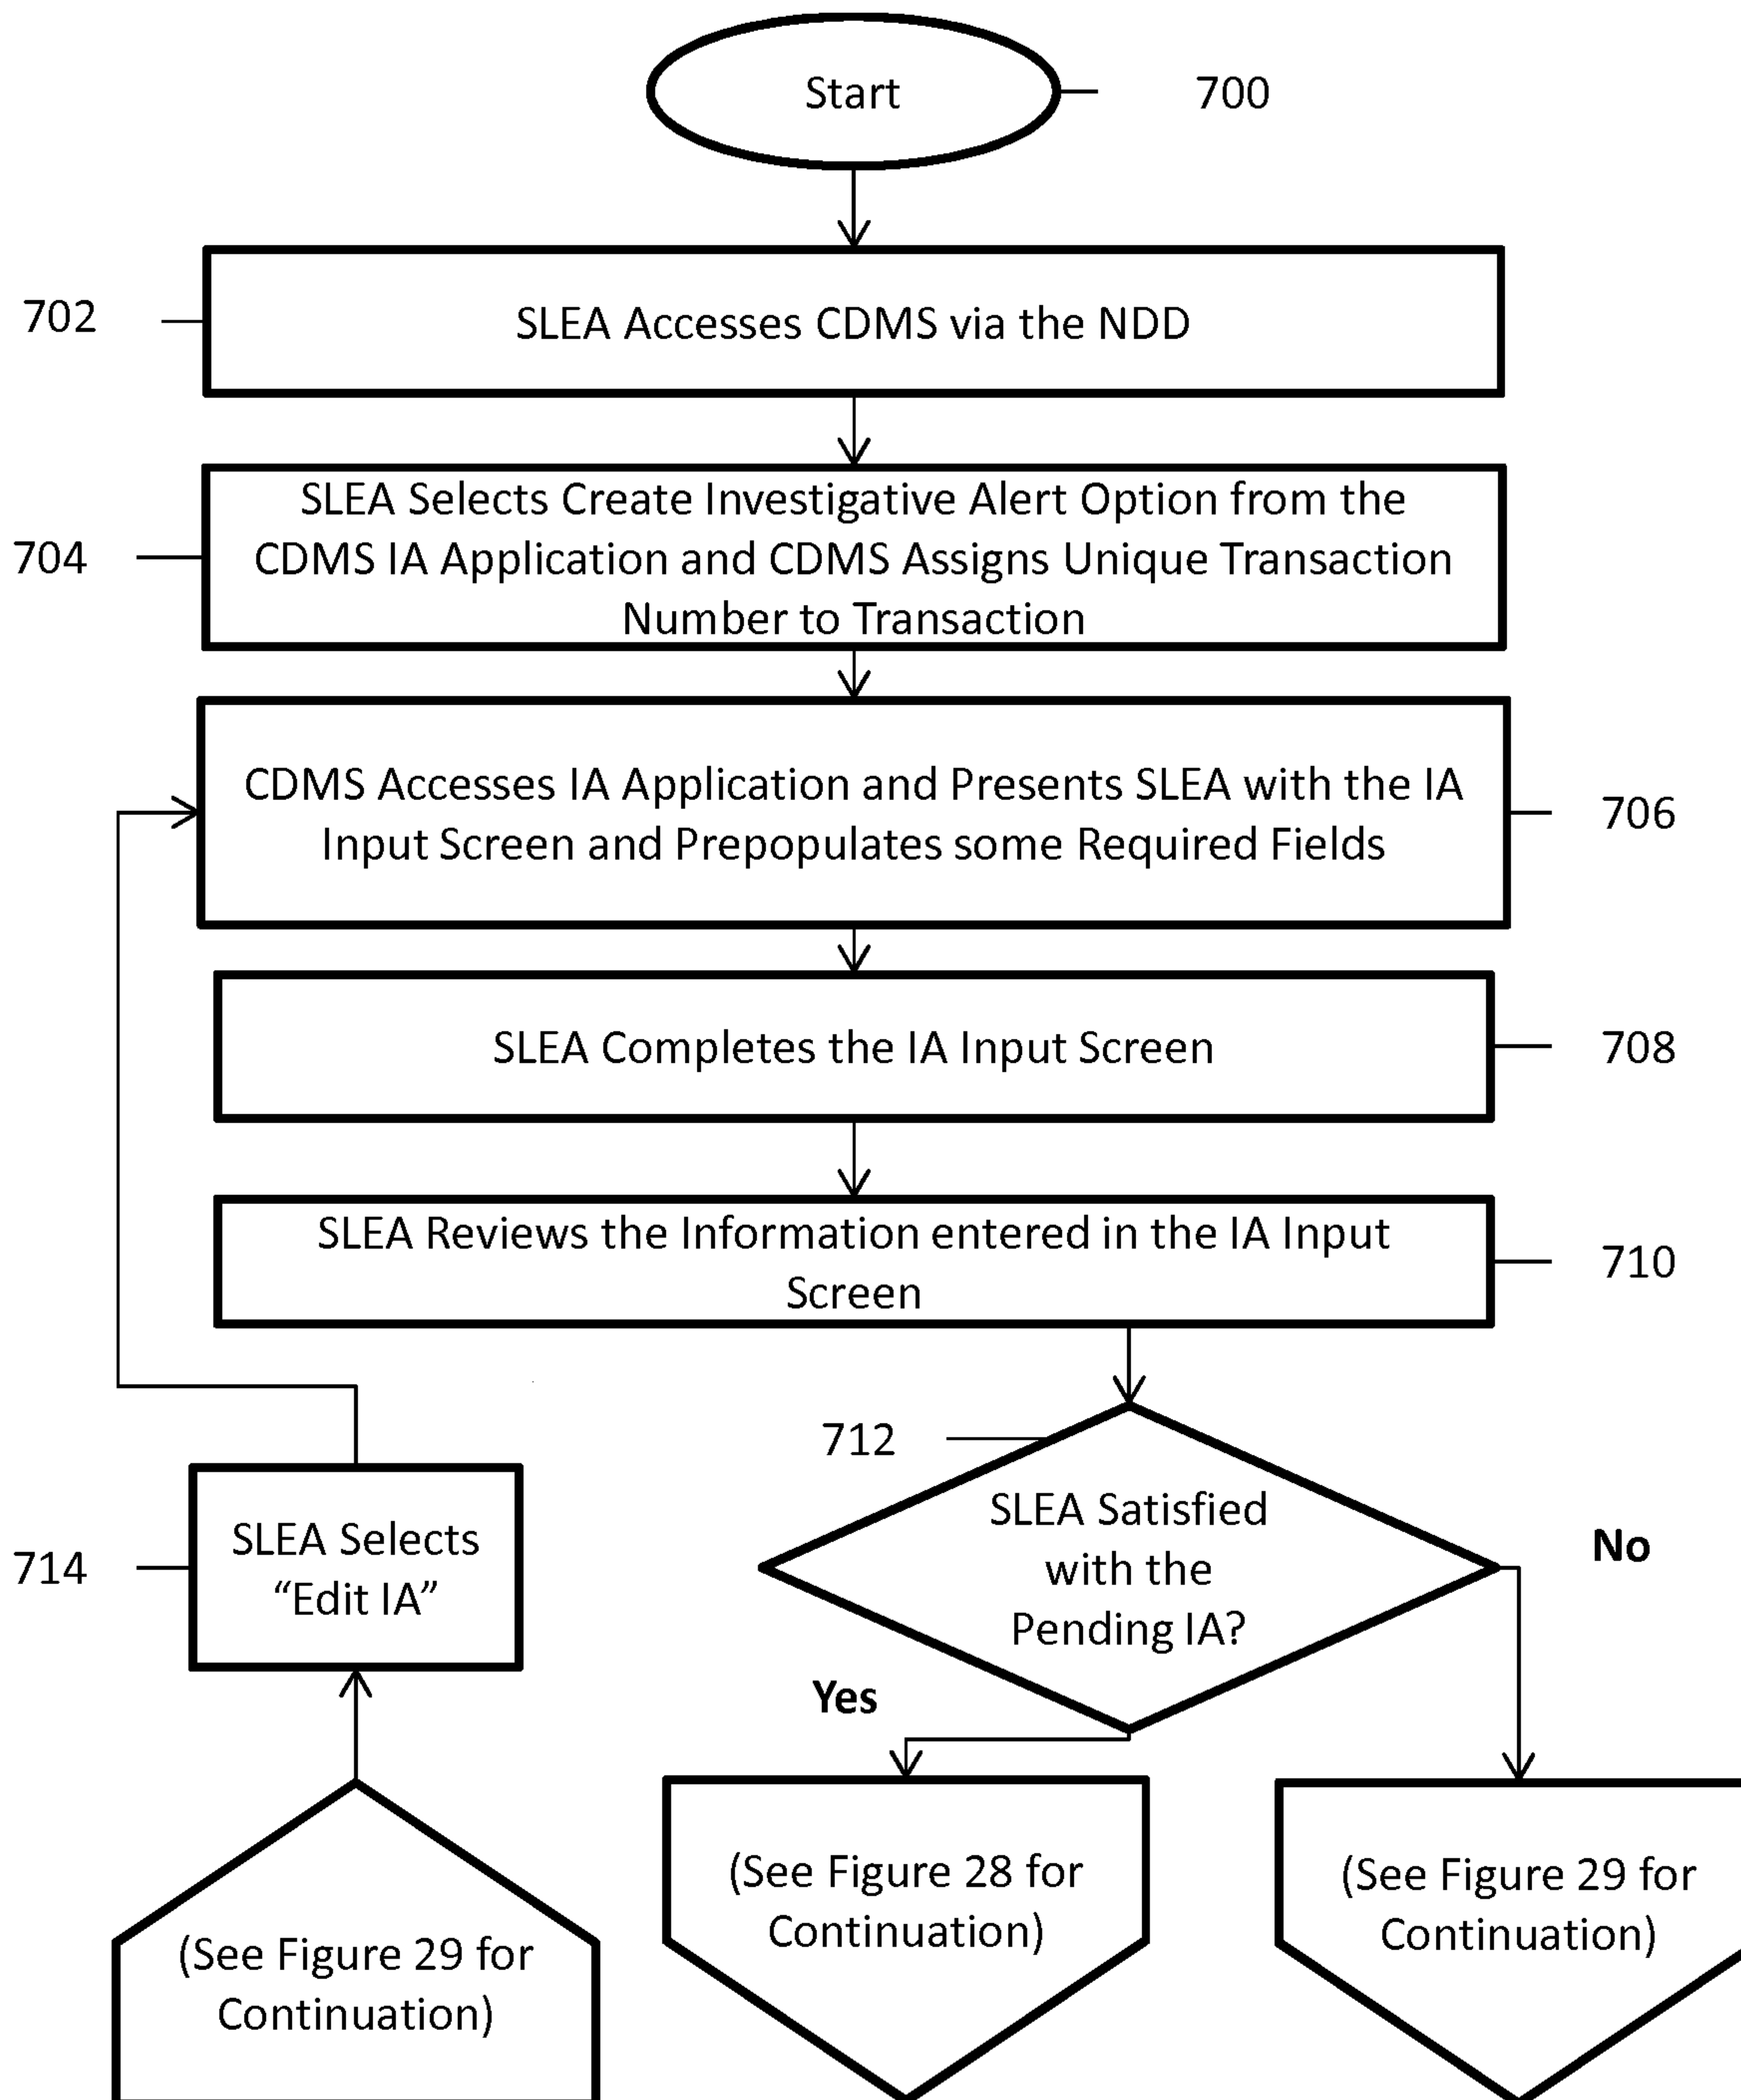 Start
700
702
SLEA Accesses CDMS via the NDD
704
SLEA Selects Create Investigative Alert Option from the
CDMS IA Application and CDMS Assigns Unique Transaction
Number to Transaction
CDMS Accesses IA Application and Presents SLEA with the IA
Input Screen and Prepopulates some Required Fields
706
SLEA Completes the IA Input Screen
708
SLEA Reviews the Information entered in the IA Input
Screen
710
712
SLEA Satisfied
with the
Pending IA?
No
Yes
714
SLEA Selects
“Edit IA”
(See Figure 29 for
Continuation)
(See Figure 28 for
Continuation)
(See Figure 29 for
Continuation)